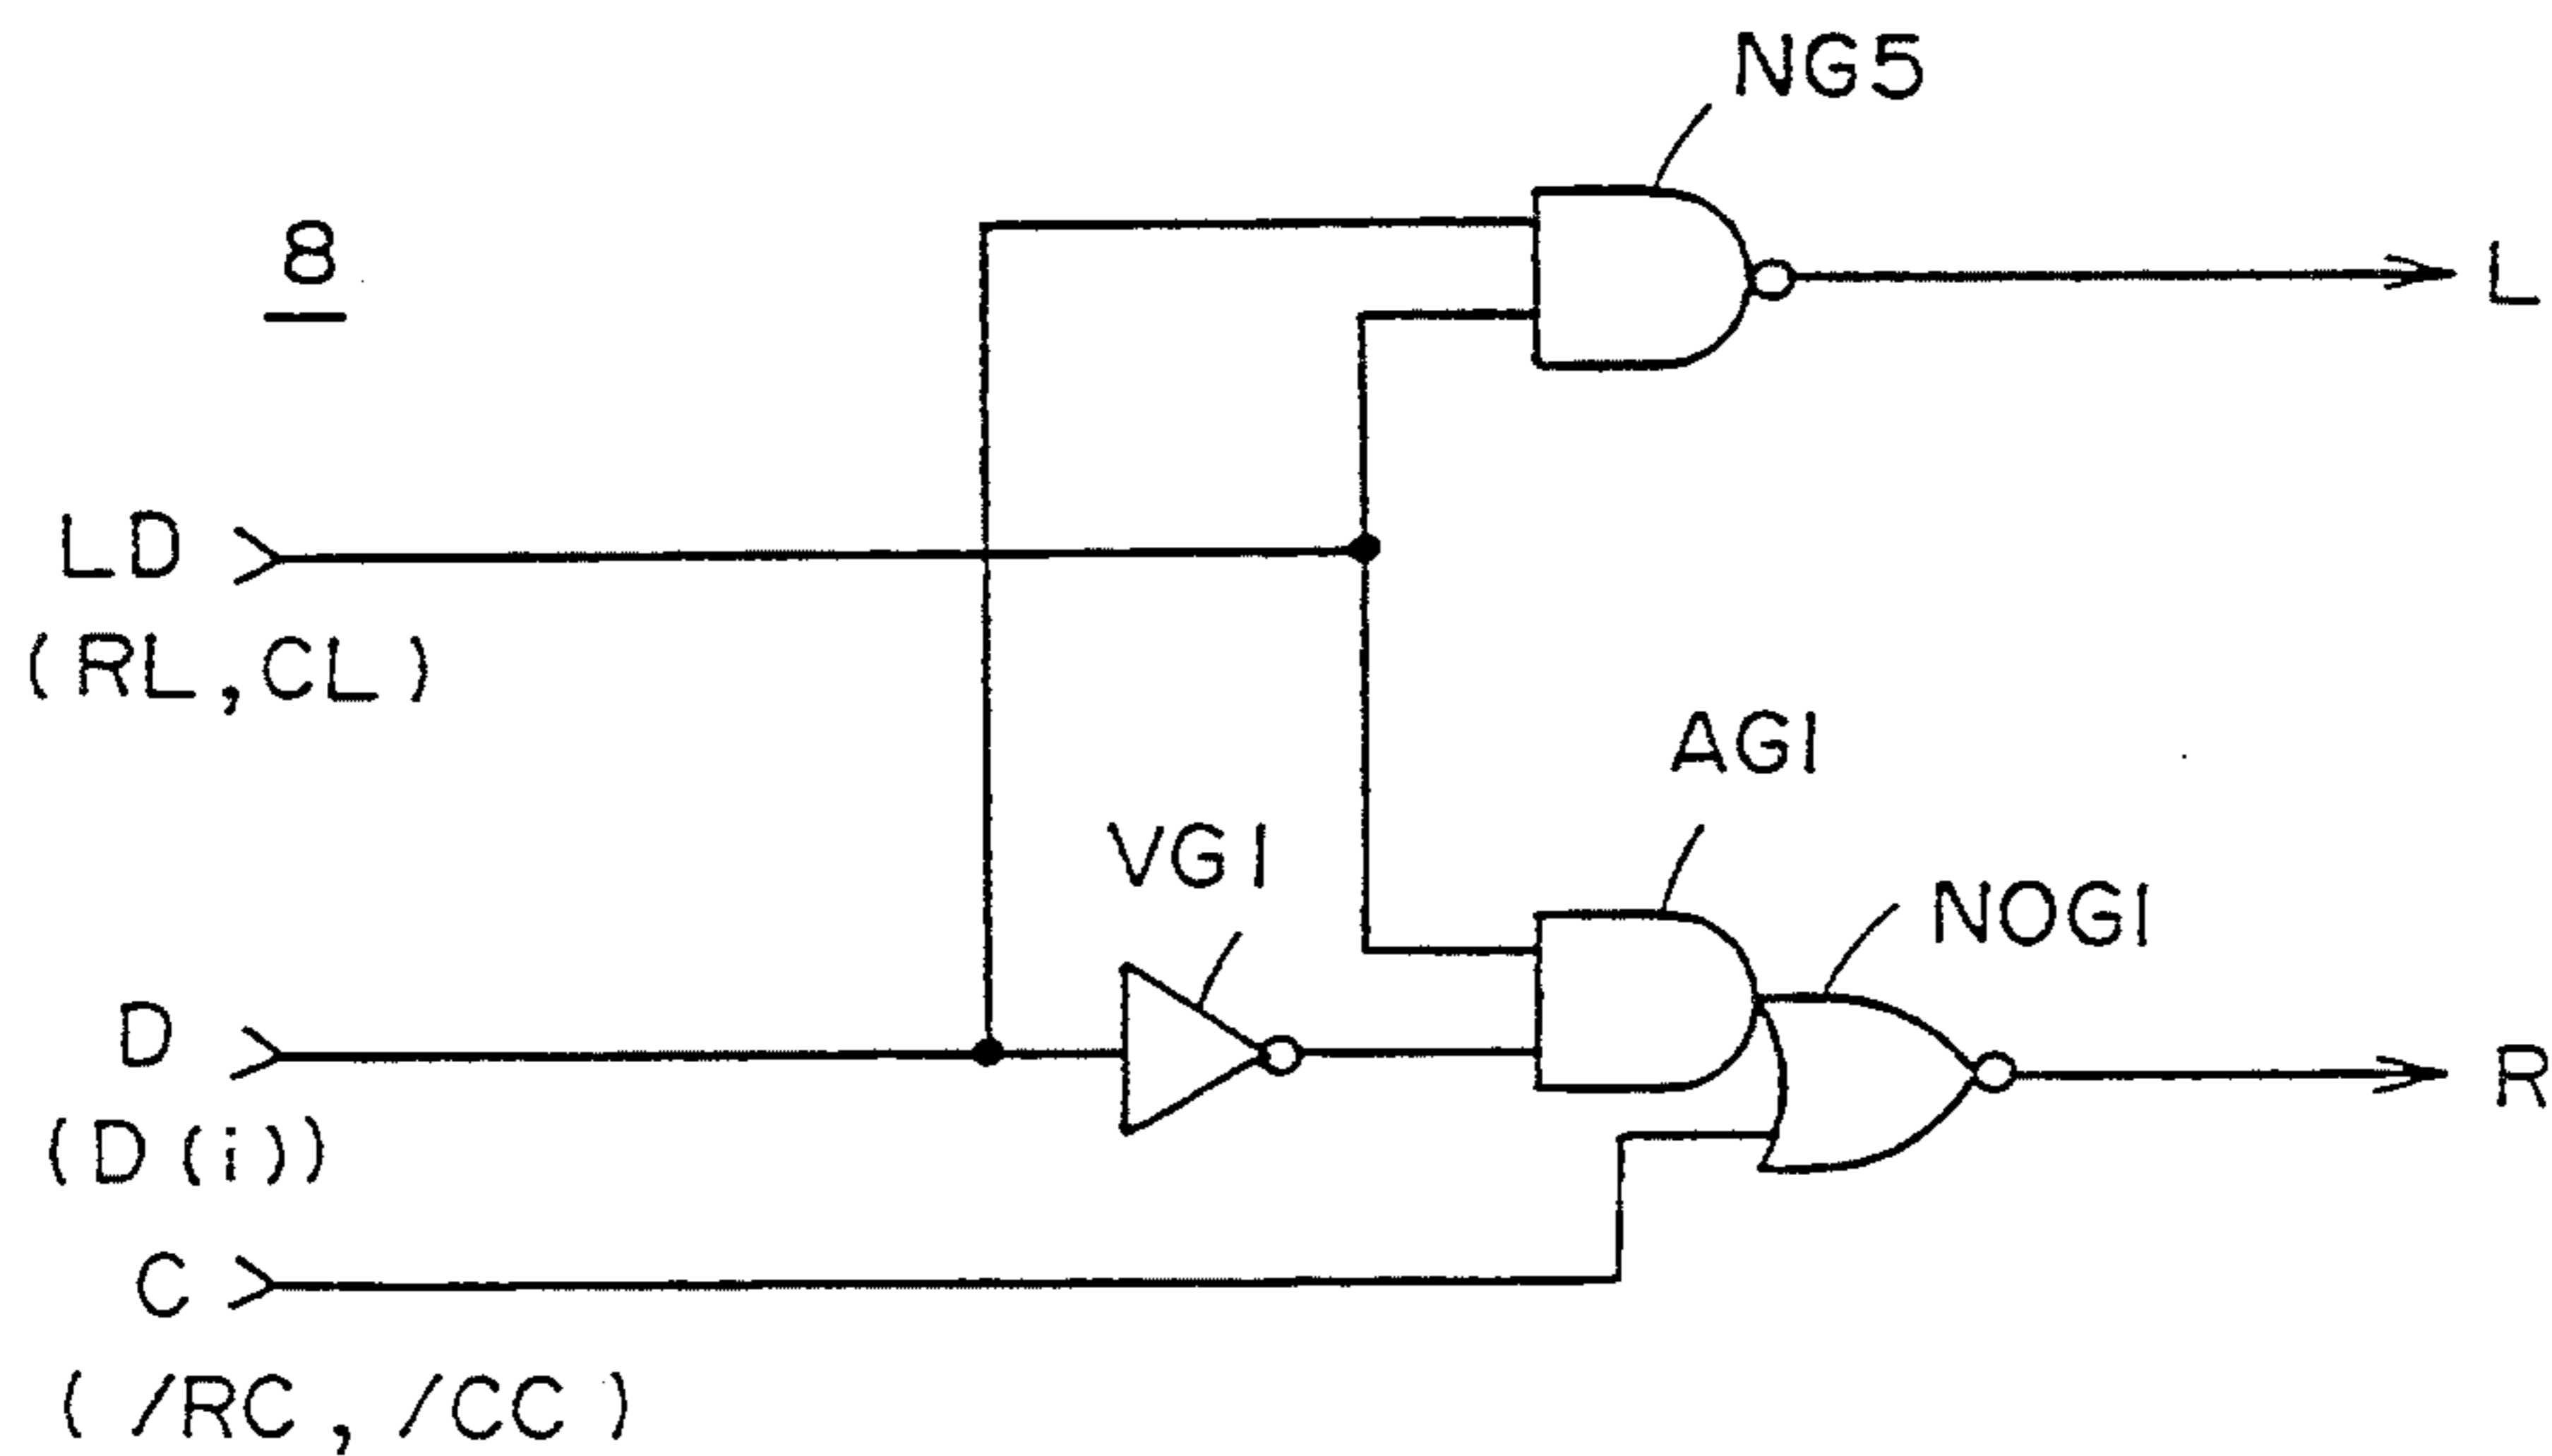 NG5
8
L
LD
(RL,CL)
AG1
VG1
NOG1
D
R
(D(i))
C
(/RC, /CC)